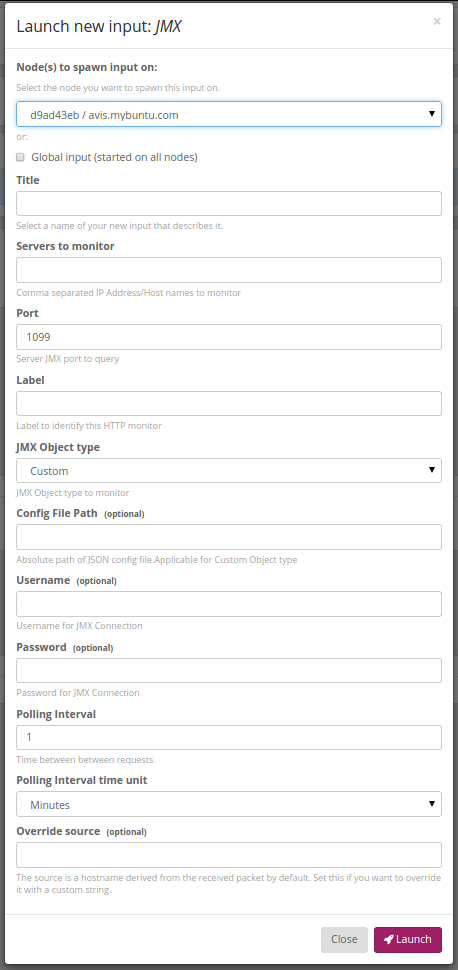 Launch new input: JMX
×
Node(s) to spawn input on:
Select the node you want to spawn this input on.
d9ad43eb / avis.mybuntu.com
or:
Global input (started on all nodes)
Title
Select a name of your new input that describes it.
Servers to monitor
Comma separated IP Address/Host names to monitor
Port
1099
Server JMX port to query
Label
Label to identify this HTTP monitor
JMX Object type
Custom
JMX Object type to monitor
Config File Path (optional)
Absolute path of JSON config file.Applicable for Custom Object type
Username (optional)
Username for JMX Connection
Password (optional)
Password for JMX Connection
Polling Interval
1
Time between between requests
Polling Interval time unit
Minutes
Override source (optional)
The source is a hostname derived from the received packet by default. Set this if you want to override
it with a custom string.
Close
Launch